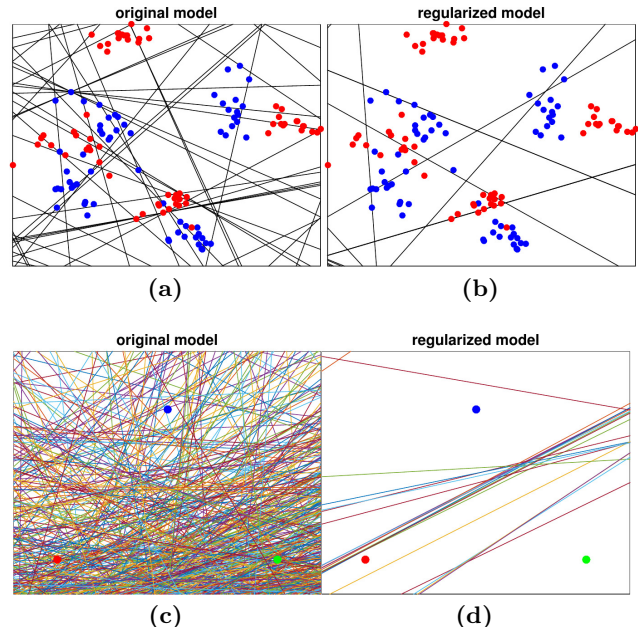 original model
regularized model
(a)
(b)
original model
regularized model
(c)
(d)